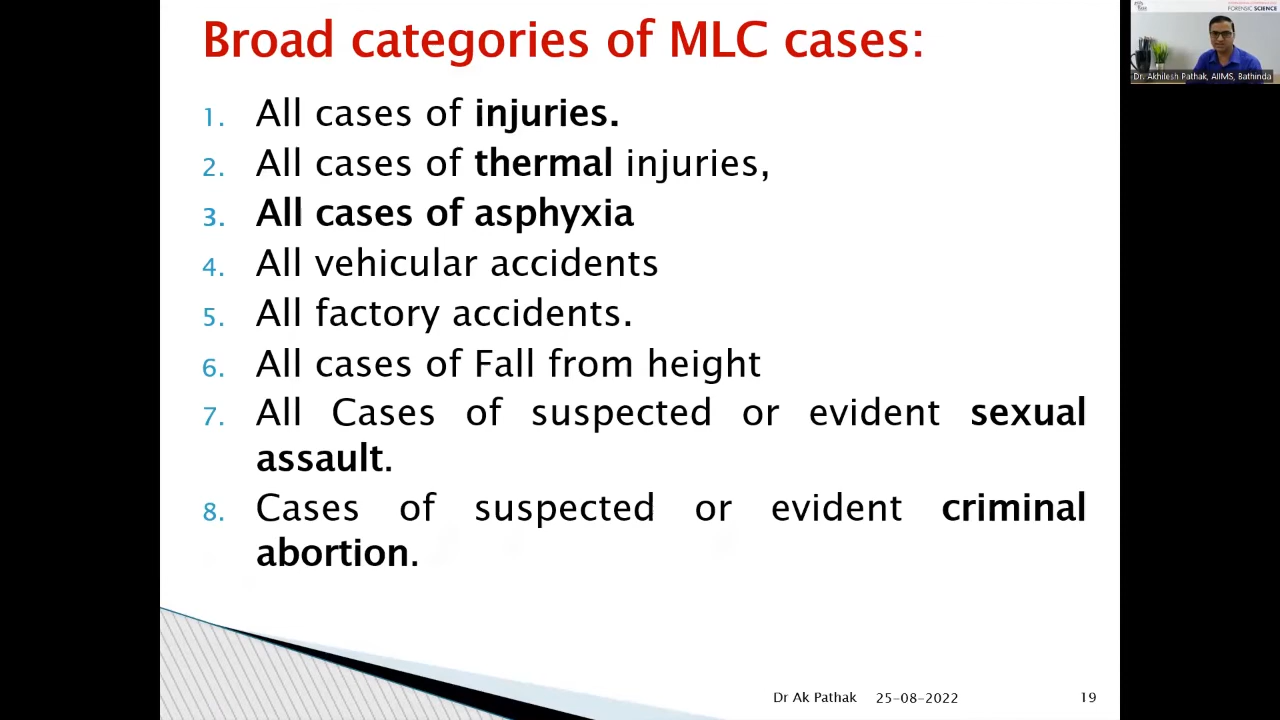 Broad categories of MLC cases:
1. All cases of injuries.
2. All cases of thermal injuries,
3. All cases of asphyxia
4. All vehicular accidents
5. All factory accidents.
6. All cases of Fall from height
7. All Cases of suspected or evident sexual
assault.
8. Cases of suspected or evident criminal
abortion.
Dr Ak Pathak 25-08-2022 19
FORENSIC SCIENCE
Dr. Akhilesh Pathak, AIIMS, Bathinda